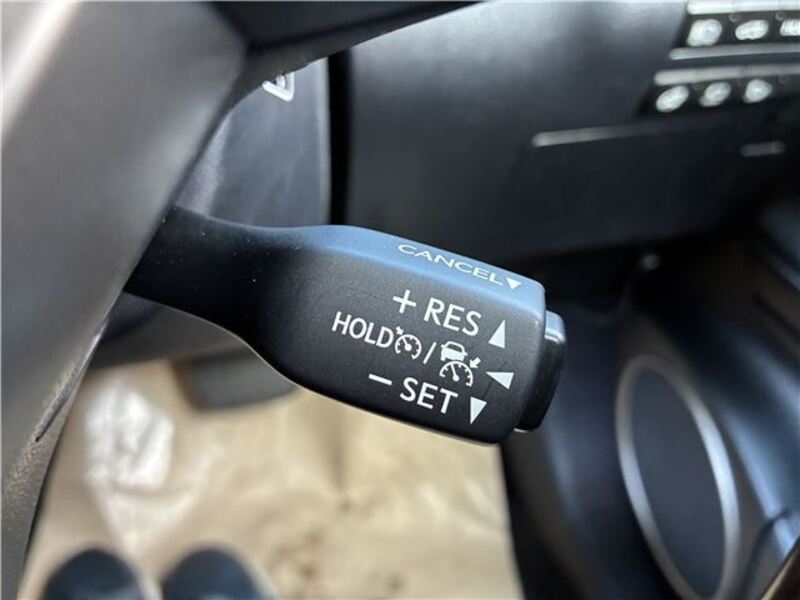 CANCEL▼
+ RES ▲
HOLD / ◀
− SET ▼